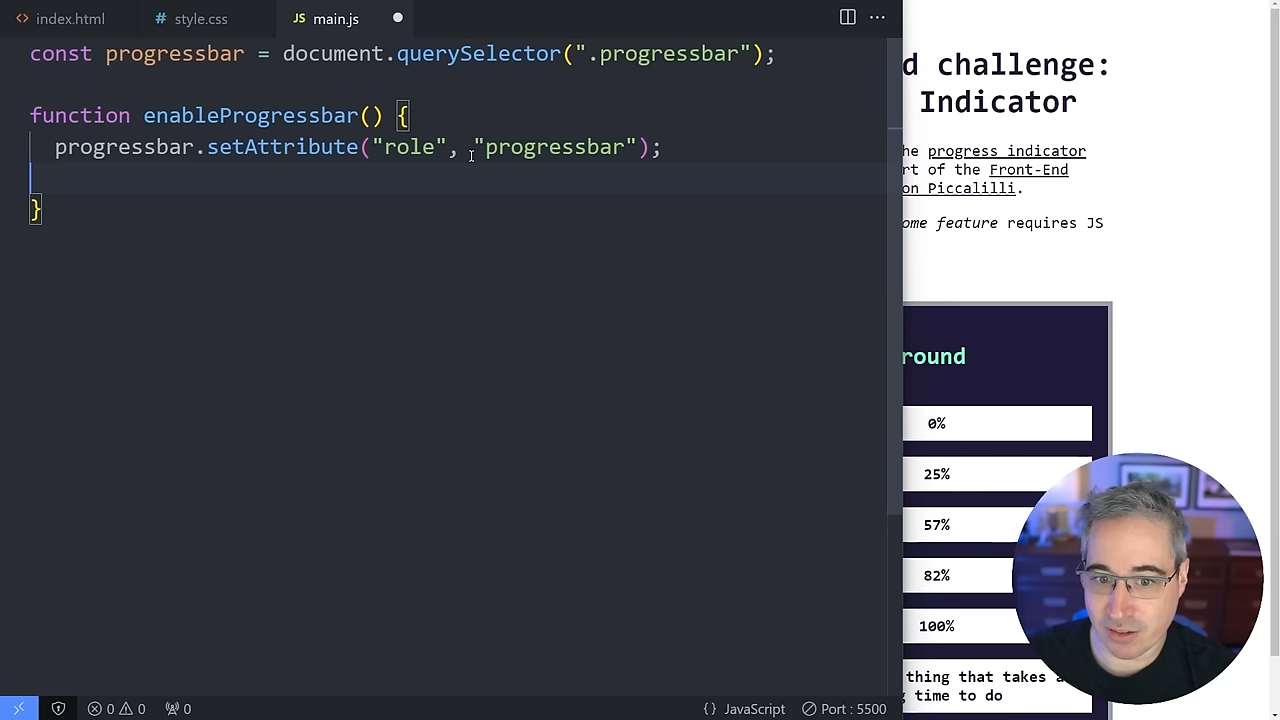 index.html
style.css
JS main.js
const progressbar = document.querySelector(".progressbar");
function enableProgressbar() {
progressbar.setAttribute("role", "progressbar");
}
0 0 0
{} JavaScript
Port : 5500
d challenge:
Indicator
he progress indicator
rt of the Front-End
on Piccalilli.
ome feature requires JS
round
0%
25%
57%
82%
100%
thing that takes
time to do